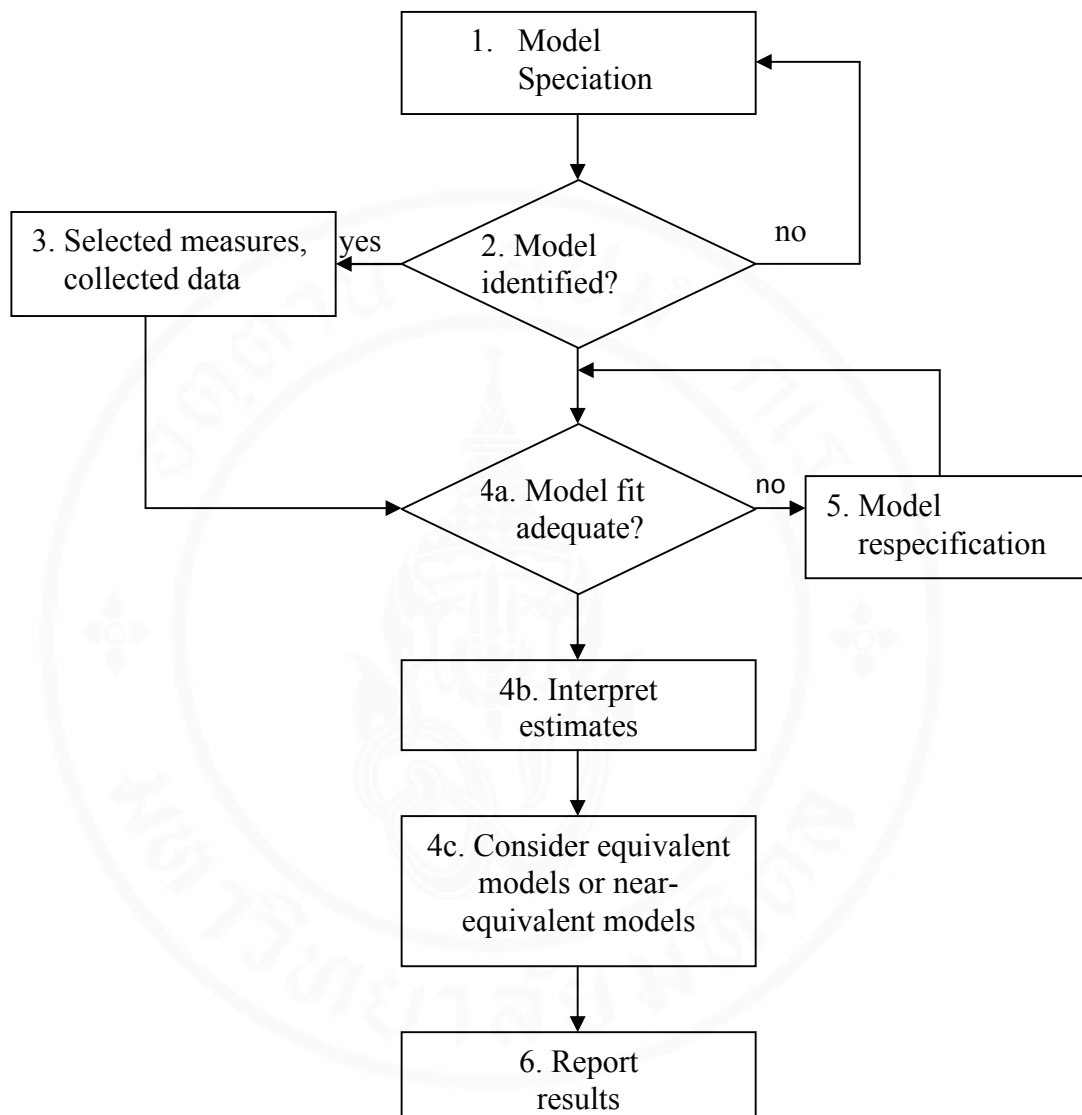 1. Model
Speciation
2. Model
identified?
yes
no
3. Selected measures,
collected data
4a. Model fit
adequate?
no
5. Model
respecification
4b. Interpret
estimates
4c. Consider equivalent
models or near-
equivalent models
6. Report
results